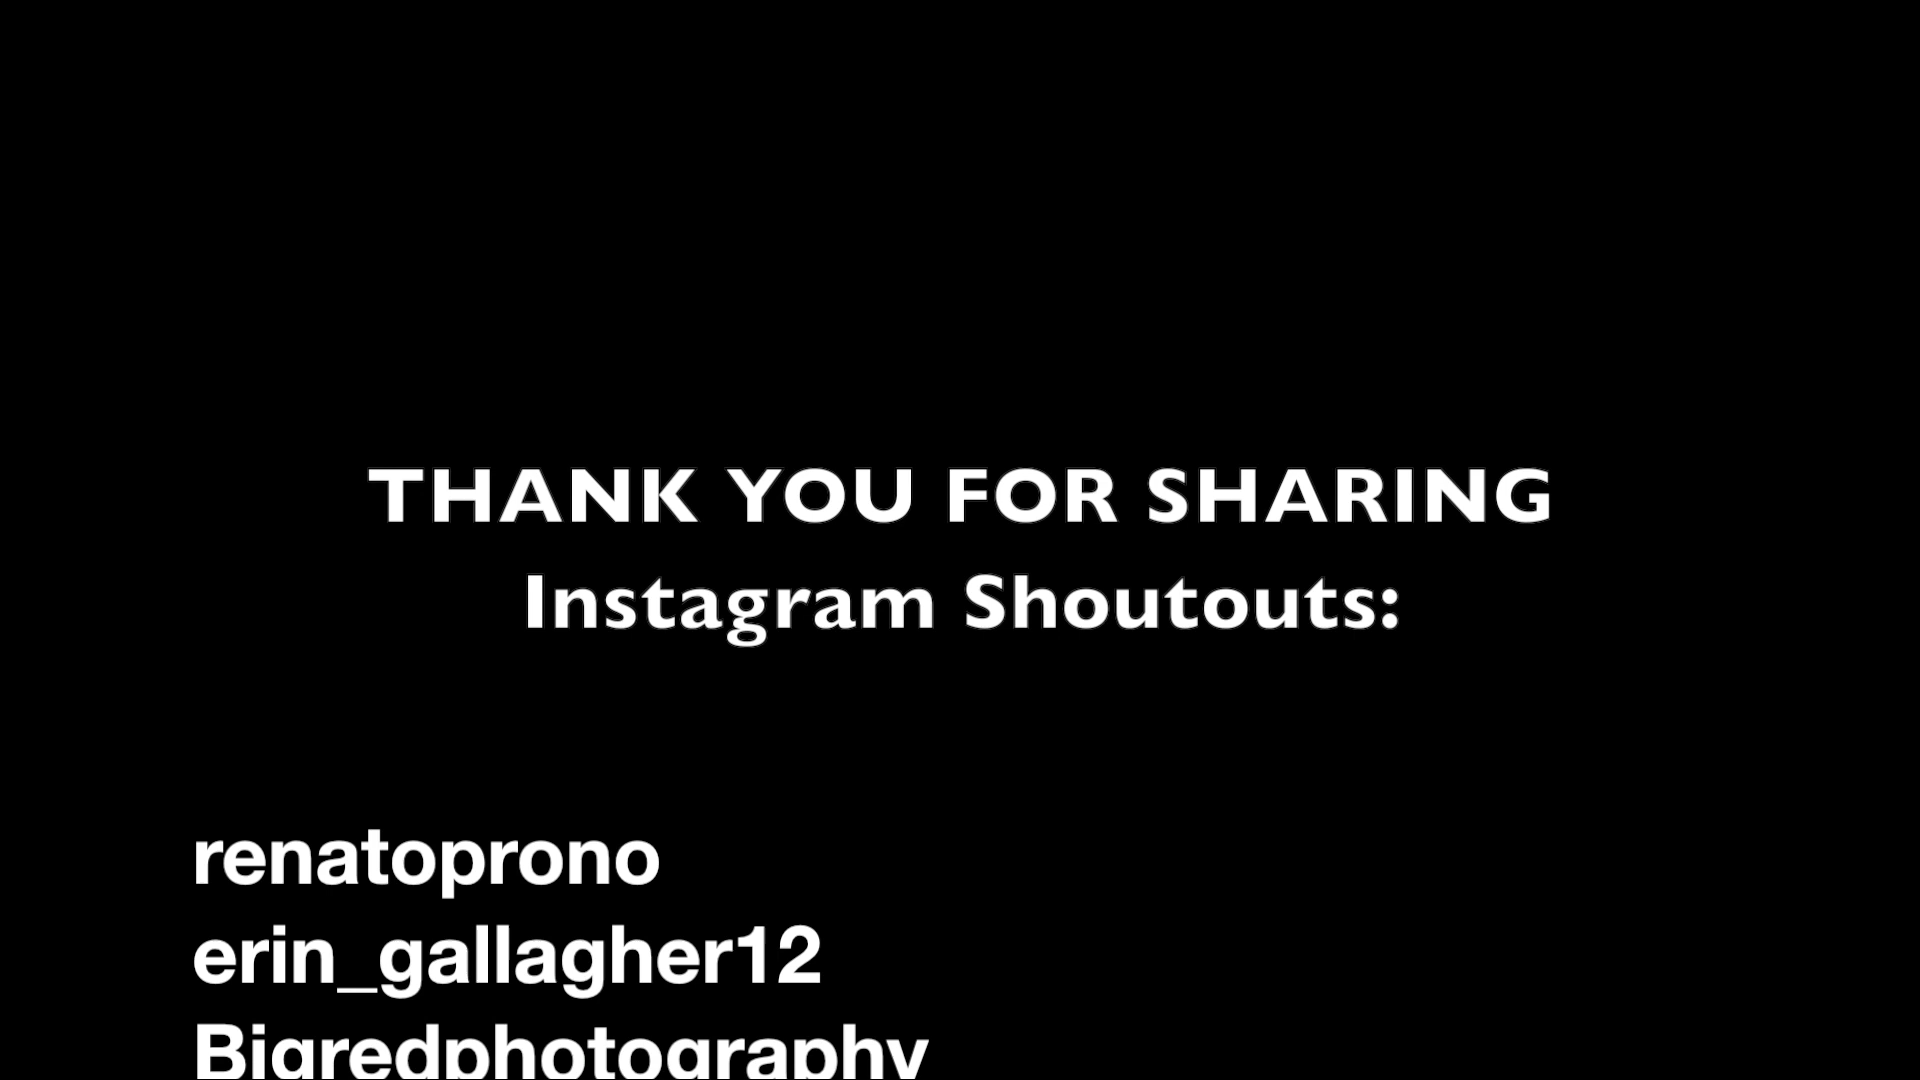 THANK YOU FOR SHARING
Instagram Shoutouts:
renatoprono
erin_gallagher12
Bigredphotography